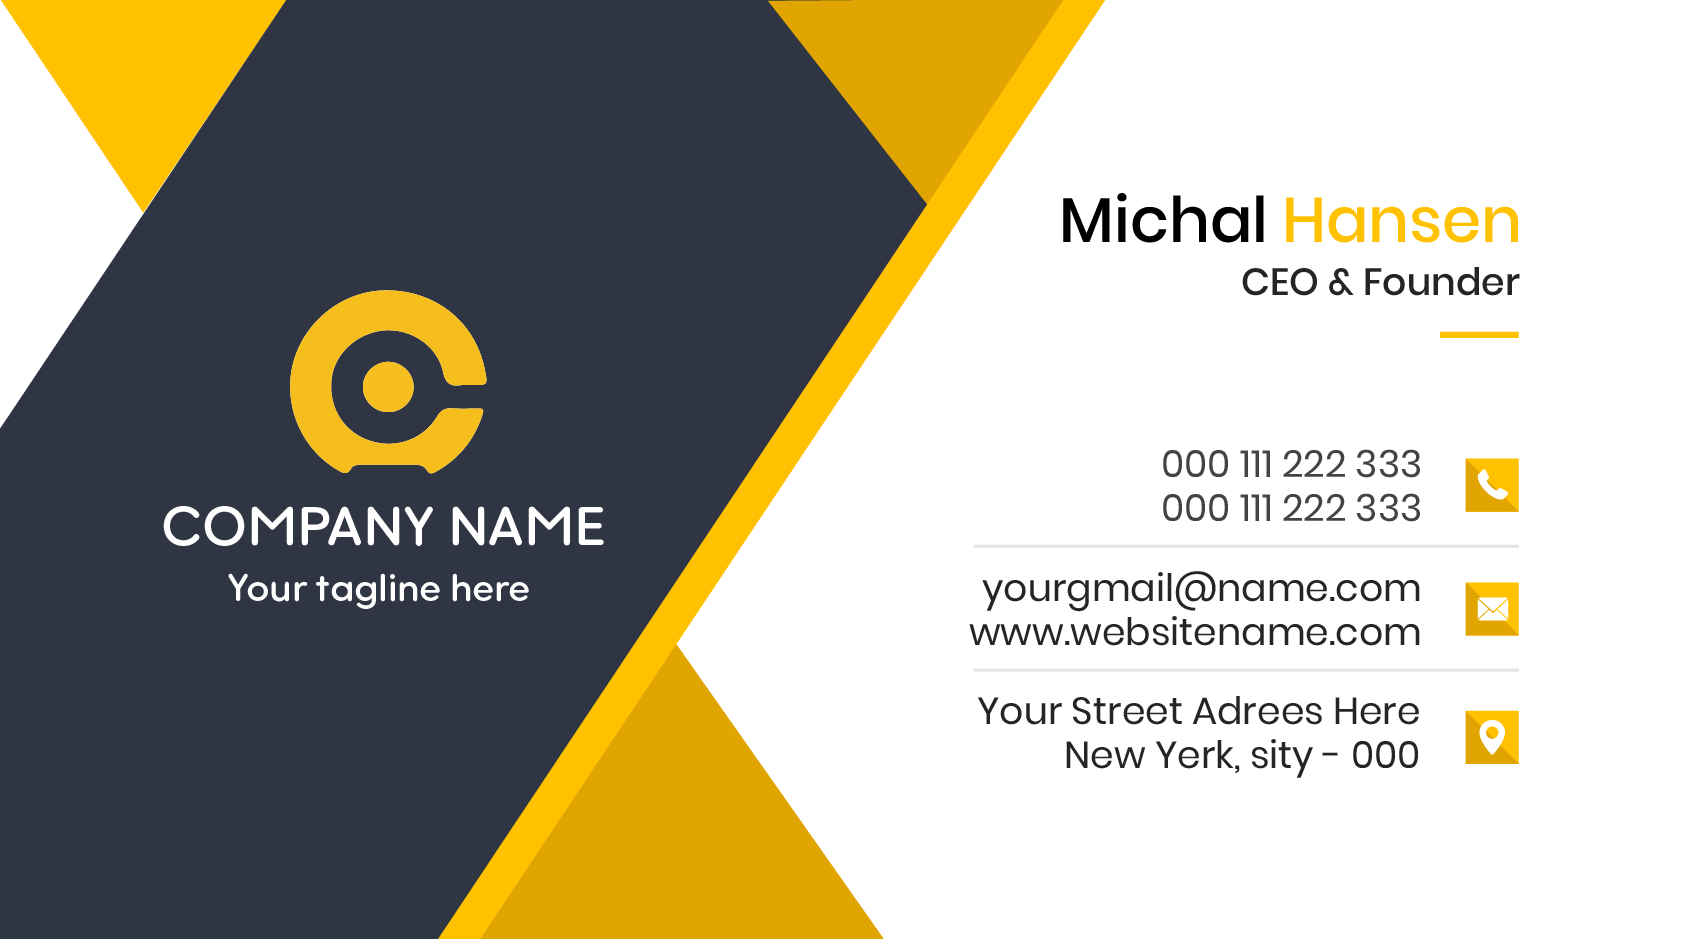 COMPANY NAME
Your tagline here
Michal Hansen
CEO & Founder
000 111 222 333
000 111 222 333
yourgmail@name.com
www.websitename.com
Your Street Adrees Here
New Yerk, sity - 000